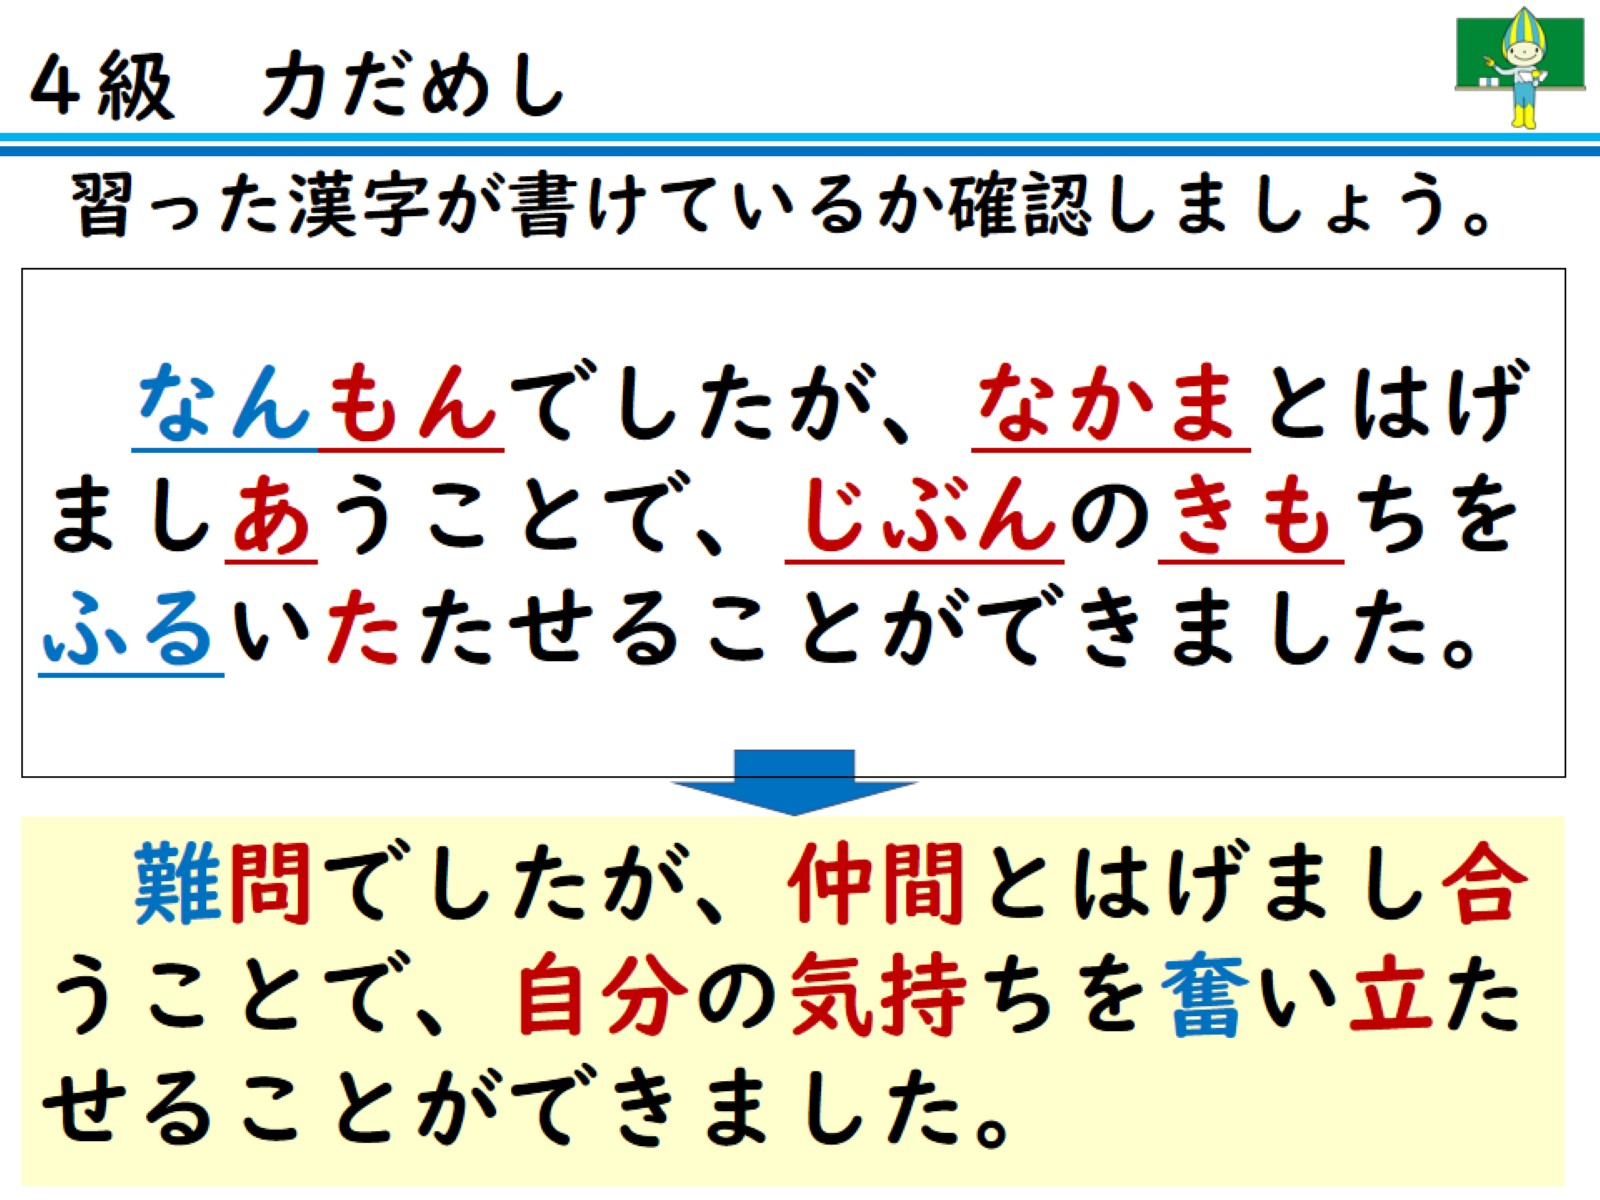 ４級　力だめし
習った漢字が書けているか確認しましょう。
なんもんでしたが、なかまとはげ
ましあうことで、じぶんのきもちを
ふるいたたせることができました。
難問でしたが、仲間とはげまし合
うことで、自分の気持ちを奮い立た
せることができました。